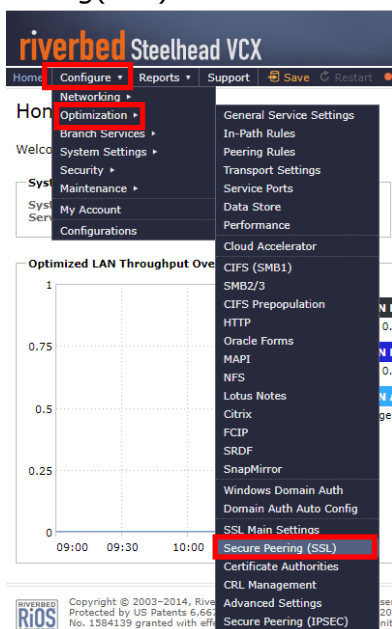 riverbed Steelhead VCX
Home Configure Reports Support Save Restart
Networking
Optimization
Branch Services
System Settings
Security
Maintenance
My Account
Configurations
General Service Settings
In-Path Rules
Peering Rules
Transport Settings
Service Ports
Data Store
Performance
Cloud Accelerator
CIFS (SMB1)
SMB2/3
CIFS Prepopulation
HTTP
Oracle Forms
MAPI
NFS
Lotus Notes
Citrix
FCIP
SRDF
SnapMirror
Windows Domain Auth
Domain Auth Auto Config
SSL Main Settings
Secure Peering (SSL)
Certificate Authorities
CRL Management
Advanced Settings
Secure Peering (IPSEC)
Hon
Welco
Syst
Syst
Serv
Optimized LAN Throughput Ove
1
0.75
0.5
0.25
0
09:00 09:30 10:00
RIVERBED
RiOS
Copyright © 2003-2014, Rive
Protected by US Patents 6,667
No. 1584139 granted with effe